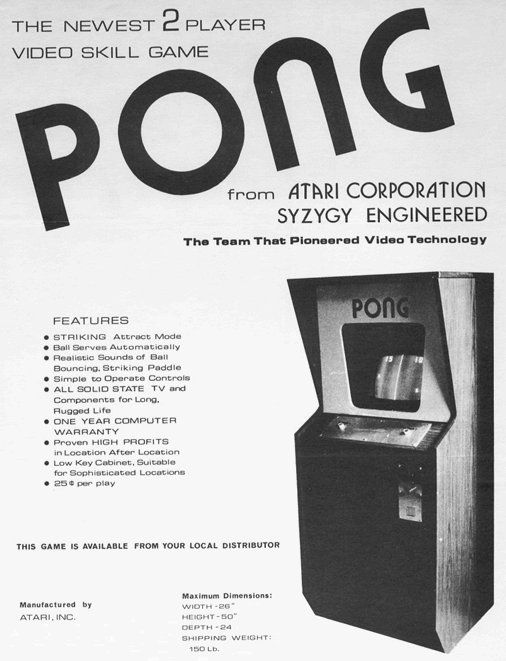 THE NEWEST 2 PLAYER
VIDEO SKILL GAME
PONG
from ATARI CORPORATION
SYZYGY ENGINEERED
The Team That Pioneered Video Technology
PONG
FEATURES
● STRIKING Attract Mode
● Ball Serves Automatically
● Realistic Sounds of Ball
Bouncing, Striking Paddle
● Simple to Operate Controls
● ALL SOLID STATE TV and
Components for Long,
Rugged Life
● ONE YEAR COMPUTER
WARRANTY
● Proven HIGH PROFITS
in Location After Location
● Low Key Cabinet, Suitable
for Sophisticated Locations
● 25¢ per play
THIS GAME IS AVAILABLE FROM YOUR LOCAL DISTRIBUTOR
Manufactured by
ATARI, INC.
Maximum Dimensions:
WIDTH -26"
HEIGHT -50"
DEPTH -24
SHIPPING WEIGHT:
150 Lb.